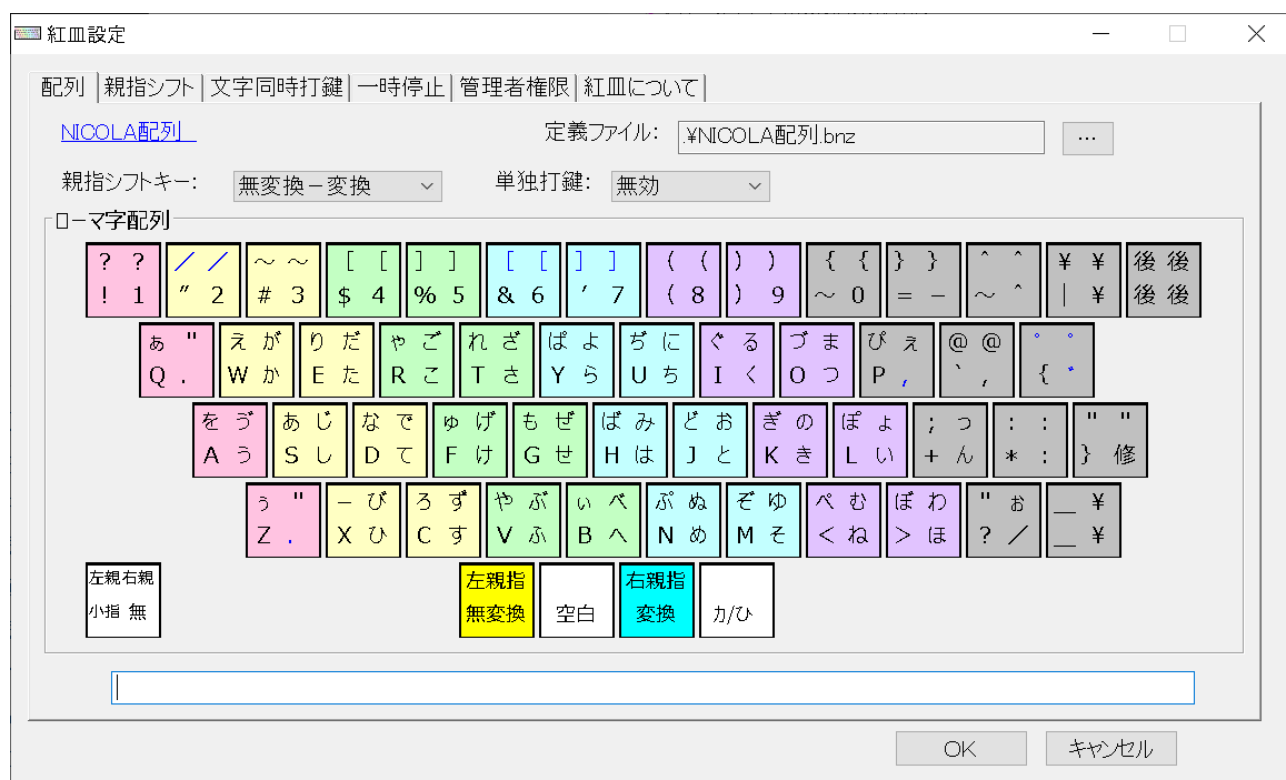 紅皿設定
配列 親指シフト 文字同時打鍵 一時停止 管理者権限 紅皿について
NICOLA配列 定義ファイル: .¥NICOLA配列.bnz ...
親指シフトキー: 無変換－変換 単独打鍵: 無効
ローマ字配列
? ? ／ ／ ～ ～ [ [ ] ] [ [ ] ] ( ( ) ) { { } } ^ ^ ¥ ¥ 後 後
! 1 ” 2 # 3 $ 4 % 5 & 6 ’ 7 ( 8 ) 9 ～ 0 = － ～ ^ | ¥ 後 後
ぁ " え が り だ ゃ ご れ ざ ぱ よ ぢ に ぐ る づ ま ぴ ぇ @ @ ゜ ゜
Q . W か E た R こ T さ Y ら U ち I く O つ P , ` , { ゛
を ゔ あ じ な で ゅ げ も ぜ ば み ど お ぎ の ぽ ょ ; っ : : " "
A う S し D て F け G せ H は J と K き L い + ん * : } 修
ぅ " － び ろ ず や ぶ ぃ べ ぷ ぬ ぞ ゆ ぺ む ぼ わ " ぉ ＿ ¥
Z . X ひ C す V ふ B へ N め M そ < ね > ほ ? ／ ＿ ¥
左親右親 左親指 右親指
小指 無 無変換 空白 変換 カ/ひ
OK キャンセル